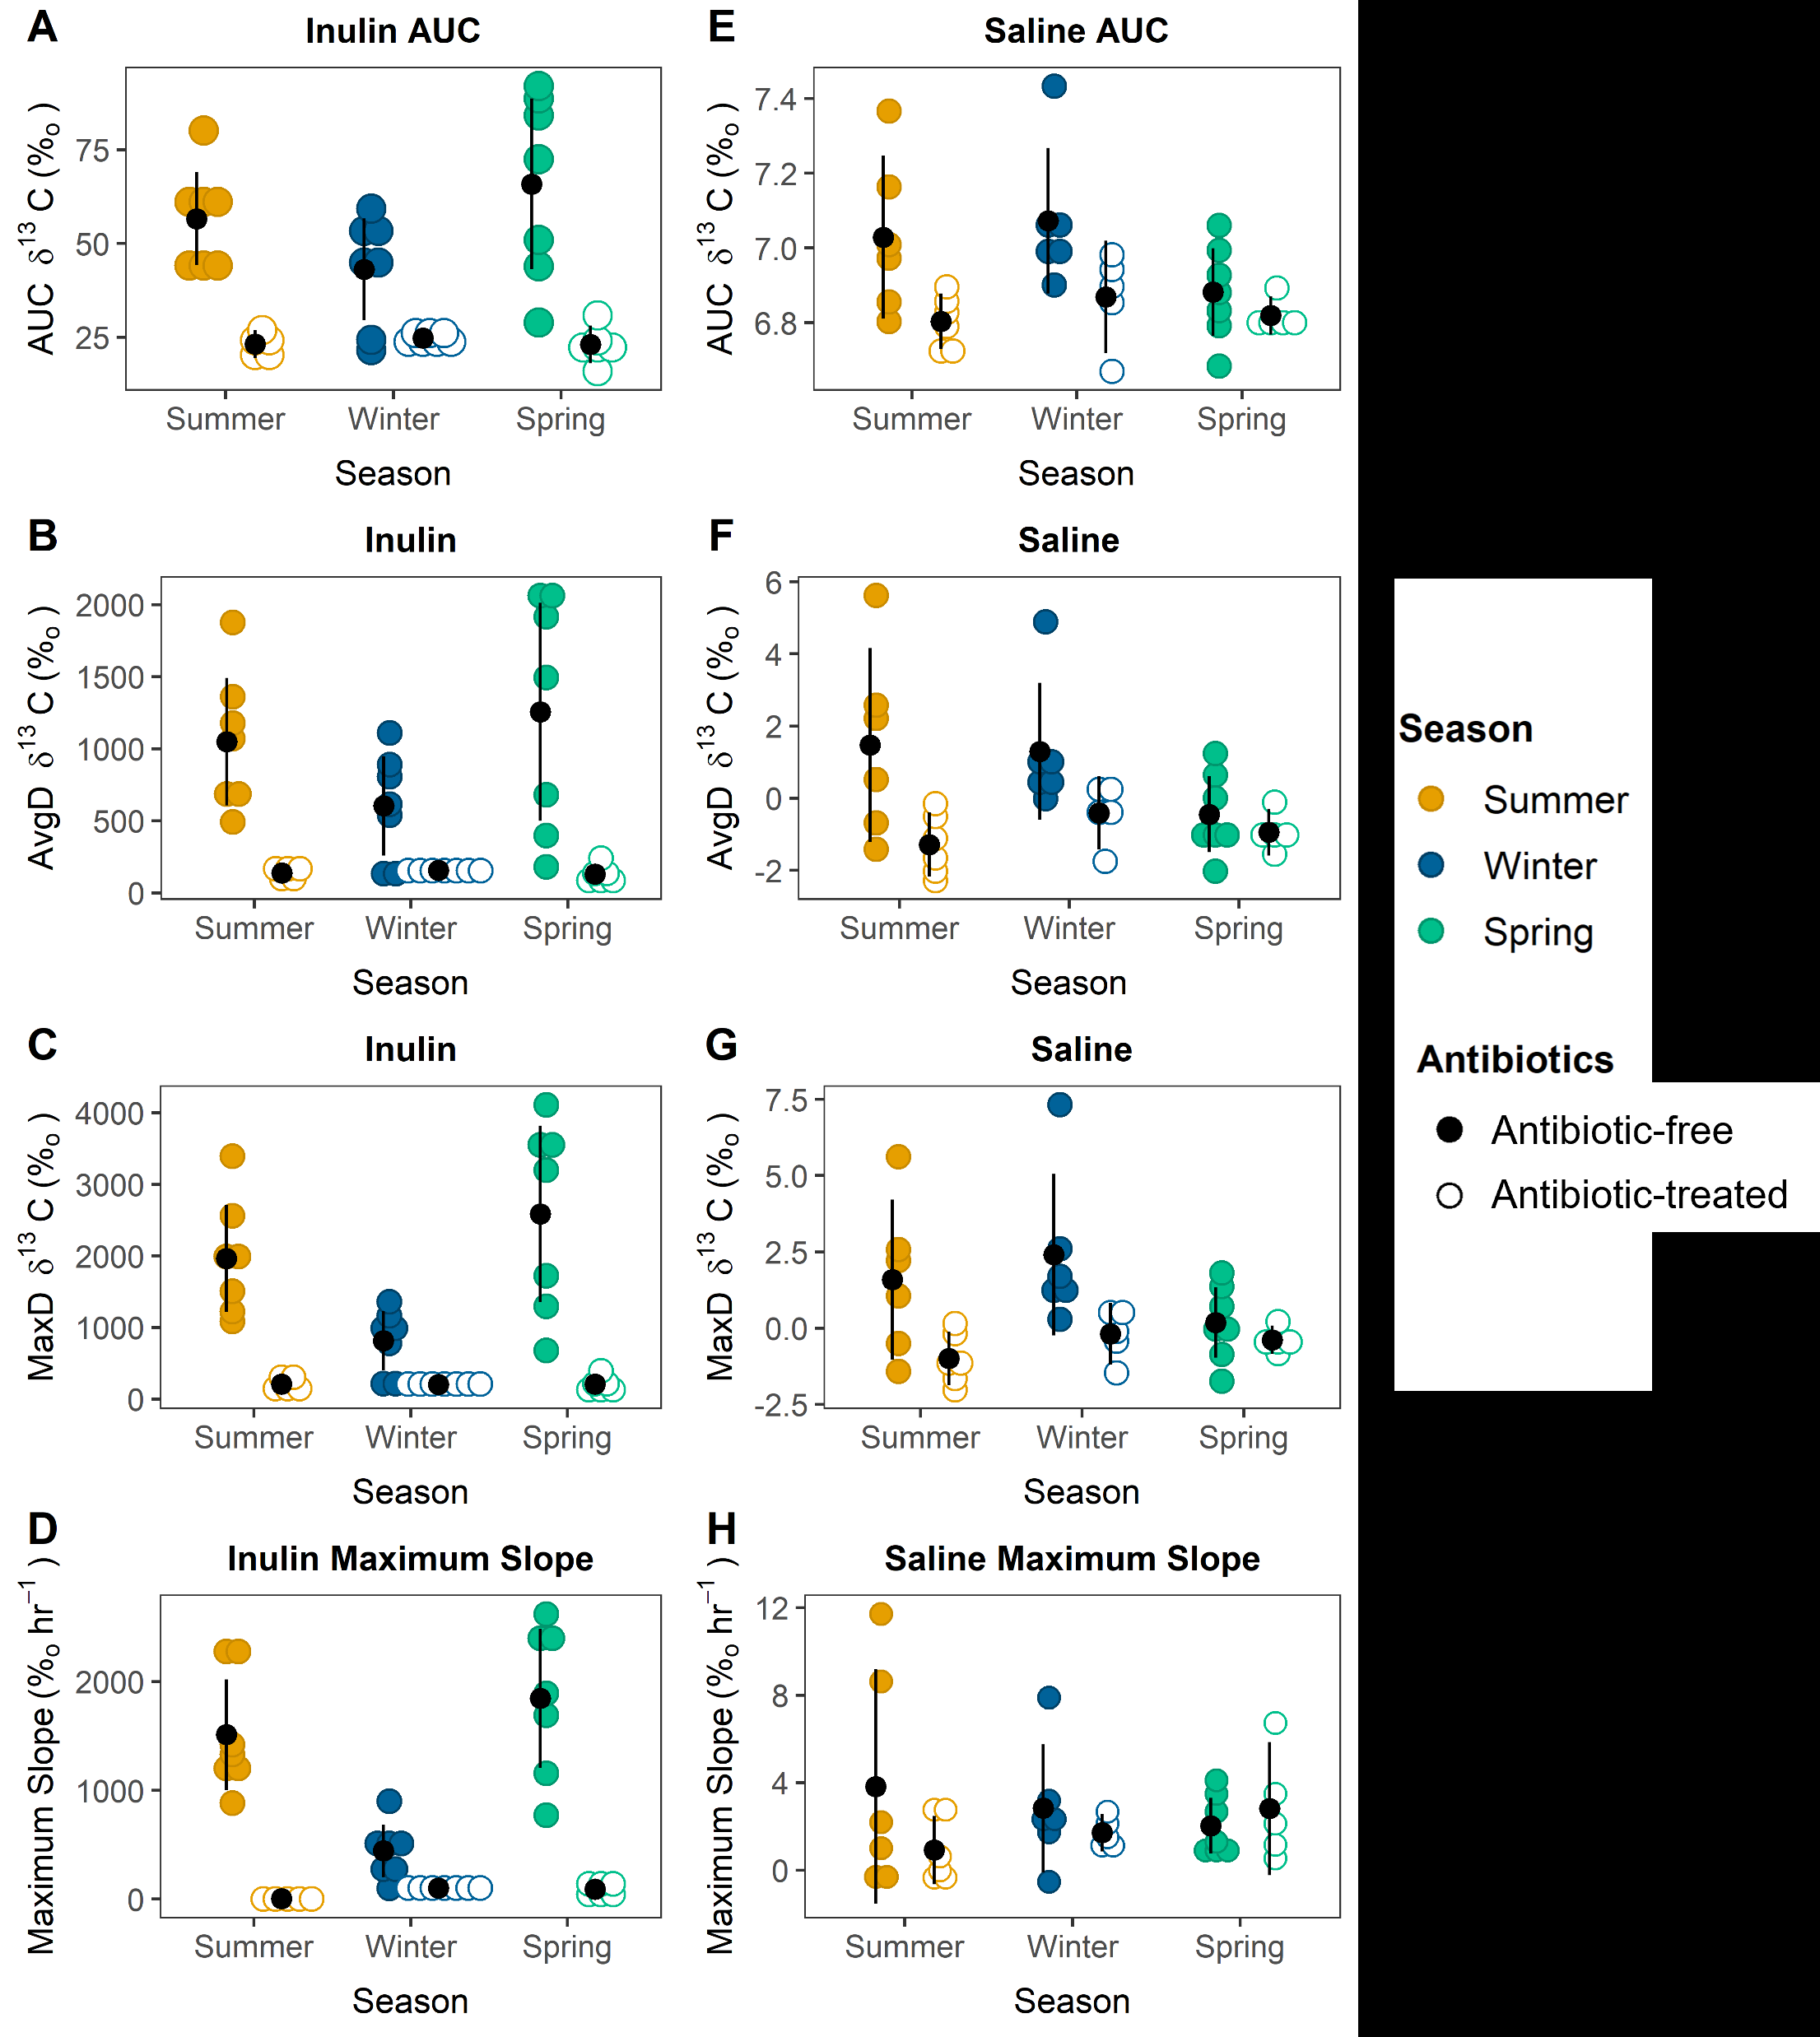 A
Inulin AUC
AUC δ¹³ C (‰)
75
50
25
Summer
Winter
Spring
Season
E
Saline AUC
AUC δ¹³ C (‰)
7.4
7.2
7.0
6.8
Summer
Winter
Spring
Season
B
Inulin
AvgD δ¹³ C (‰)
2000
1500
1000
500
0
Summer
Winter
Spring
Season
F
Saline
AvgD δ¹³ C (‰)
6
4
2
0
-2
Summer
Winter
Spring
Season
C
Inulin
MaxD δ¹³ C (‰)
4000
3000
2000
1000
0
Summer
Winter
Spring
Season
G
Saline
MaxD δ¹³ C (‰)
7.5
5.0
2.5
0.0
-2.5
Summer
Winter
Spring
Season
D
Inulin Maximum Slope
Maximum Slope (‰ hr⁻¹)
2000
1000
0
Summer
Winter
Spring
Season
H
Saline Maximum Slope
Maximum Slope (‰ hr⁻¹)
12
8
4
0
Summer
Winter
Spring
Season
Season
Summer
Winter
Spring
Antibiotics
Antibiotic-free
Antibiotic-treated